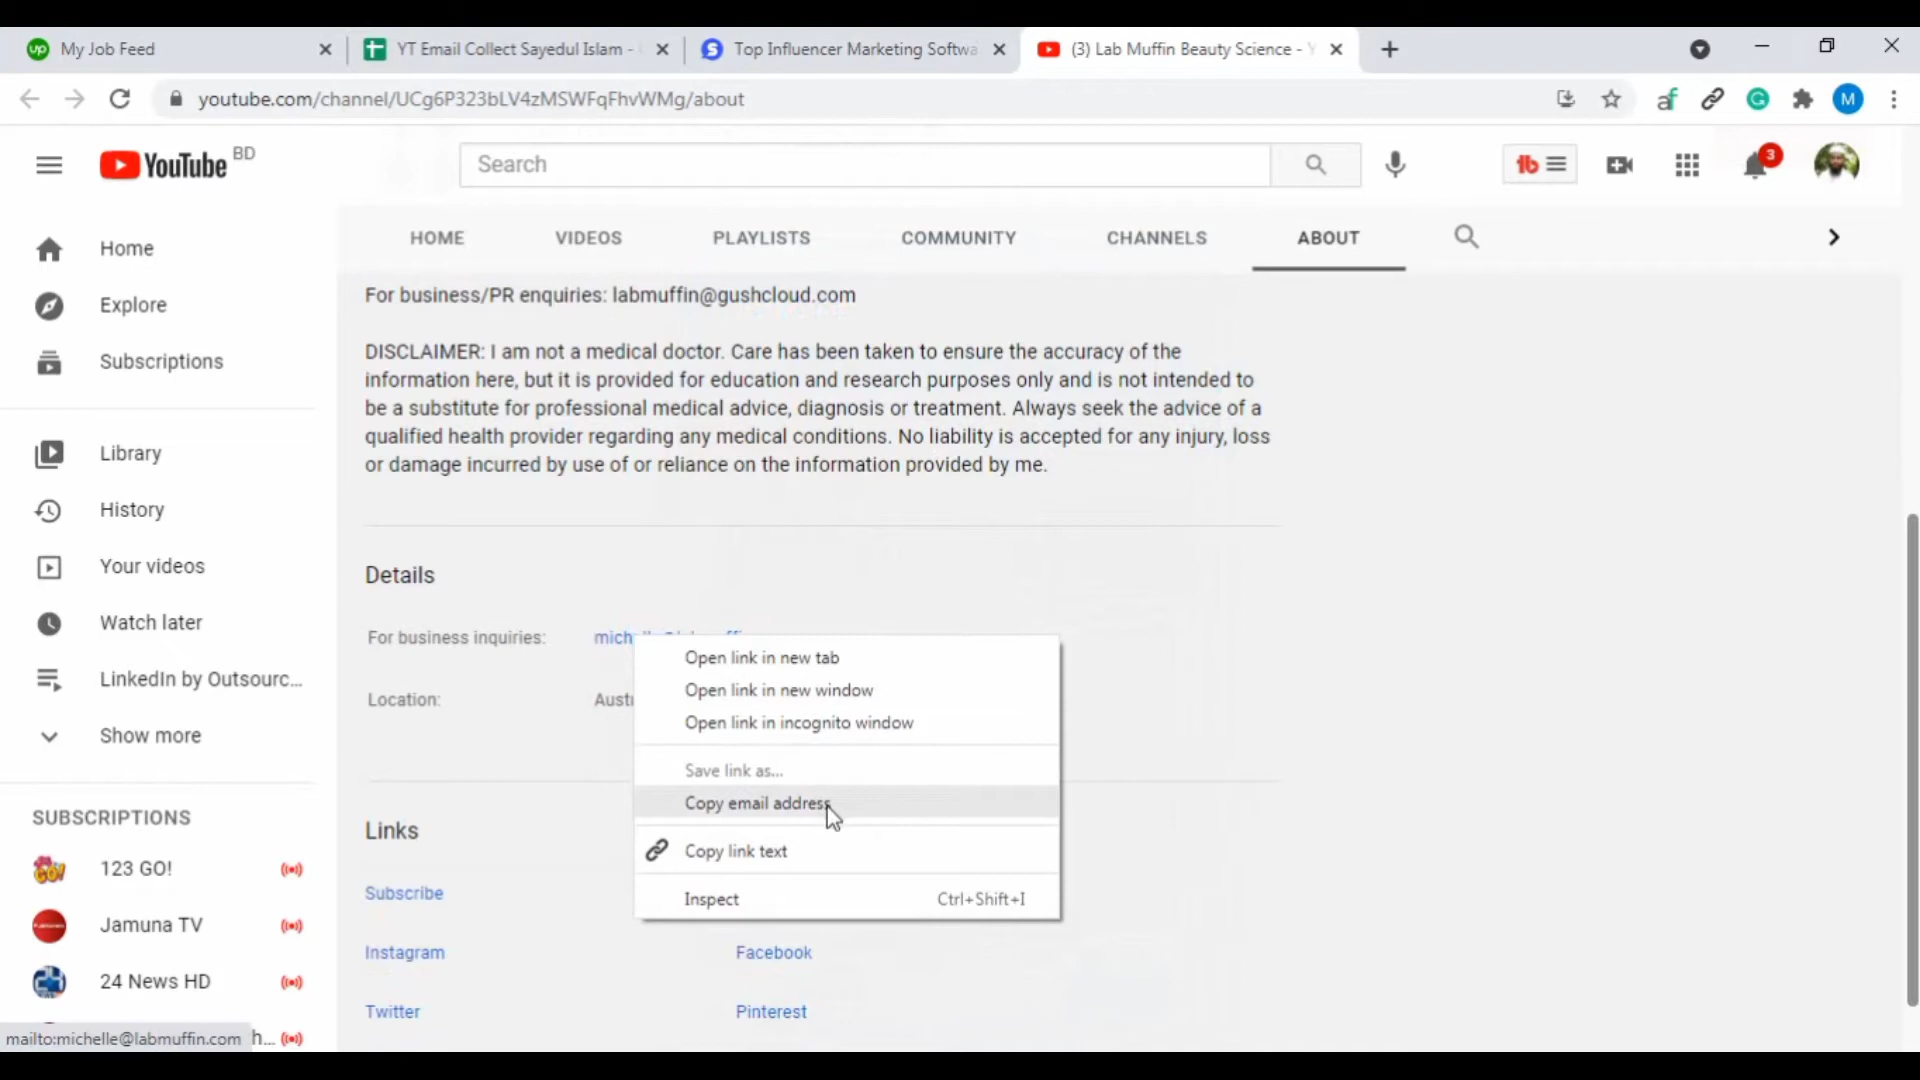 My Job Feed
YT Email Collect Sayedul Islam -
Top Influencer Marketing Softwa
(3) Lab Muffin Beauty Science - Y
youtube.com/channel/UCg6P323bLV4zMSWFqFhvWMg/about
M
YouTube BD
Search
3
Home
Explore
Subscriptions
Library
History
Your videos
Watch later
LinkedIn by Outsourc...
Show more
SUBSCRIPTIONS
123 GO!
Jamuna TV
24 News HD
h...
mailto:michelle@labmuffin.com
HOME
VIDEOS
PLAYLISTS
COMMUNITY
CHANNELS
ABOUT
For business/PR enquiries: labmuffin@gushcloud.com
DISCLAIMER: I am not a medical doctor. Care has been taken to ensure the accuracy of the
information here, but it is provided for education and research purposes only and is not intended to
be a substitute for professional medical advice, diagnosis or treatment. Always seek the advice of a
qualified health provider regarding any medical conditions. No liability is accepted for any injury, loss
or damage incurred by use of or reliance on the information provided by me.
Details
For business inquiries: mich
Location: Austr
Open link in new tab
Open link in new window
Open link in incognito window
Save link as...
Copy email address
Copy link text
Inspect Ctrl+Shift+I
Links
Subscribe
Instagram
Facebook
Twitter
Pinterest